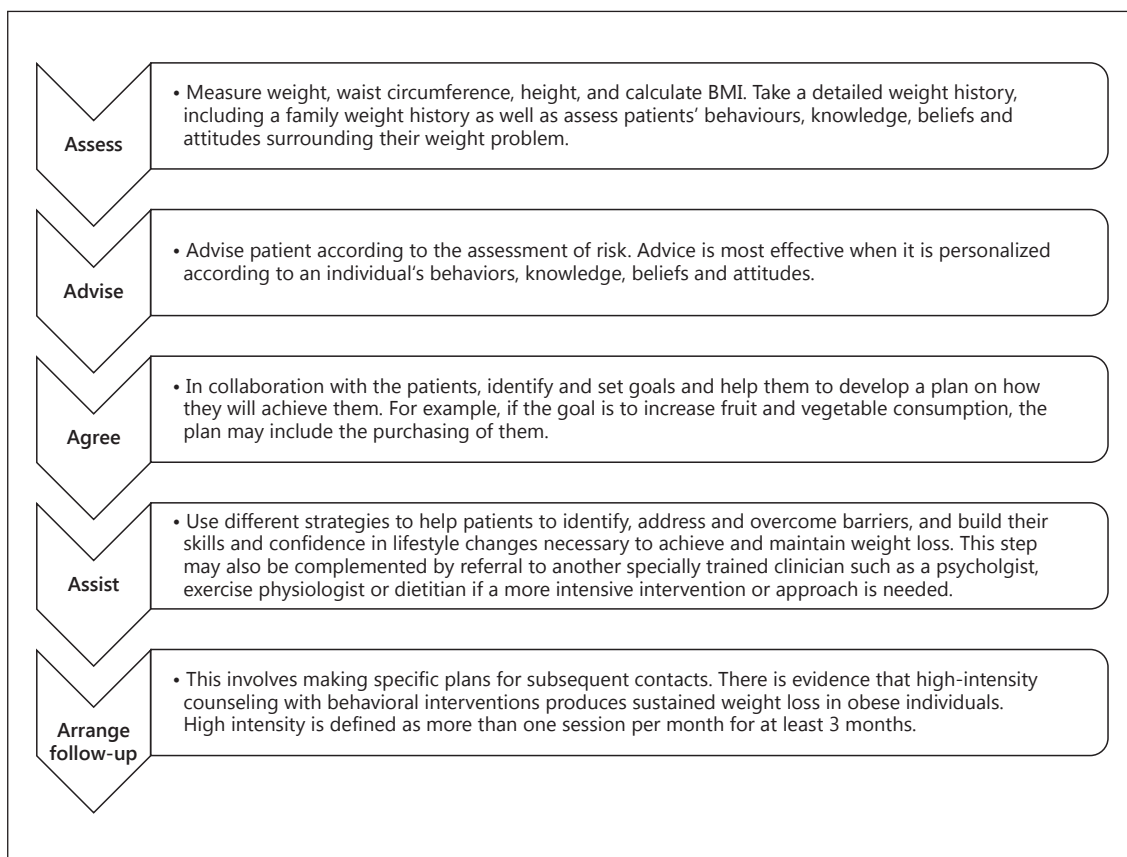 Assess
• Measure weight, waist circumference, height, and calculate BMI. Take a detailed weight history,
including a family weight history as well as assess patients’ behaviours, knowledge, beliefs and
attitudes surrounding their weight problem.
Advise
• Advise patient according to the assessment of risk. Advice is most effective when it is personalized
according to an individual‘s behaviors, knowledge, beliefs and attitudes.
Agree
• In collaboration with the patients, identify and set goals and help them to develop a plan on how
they will achieve them. For example, if the goal is to increase fruit and vegetable consumption, the
plan may include the purchasing of them.
Assist
• Use different strategies to help patients to identify, address and overcome barriers, and build their
skills and confidence in lifestyle changes necessary to achieve and maintain weight loss. This step
may also be complemented by referral to another specially trained clinician such as a psycholgist,
exercise physiologist or dietitian if a more intensive intervention or approach is needed.
Arrange
follow-up
• This involves making specific plans for subsequent contacts. There is evidence that high-intensity
counseling with behavioral interventions produces sustained weight loss in obese individuals.
High intensity is defined as more than one session per month for at least 3 months.